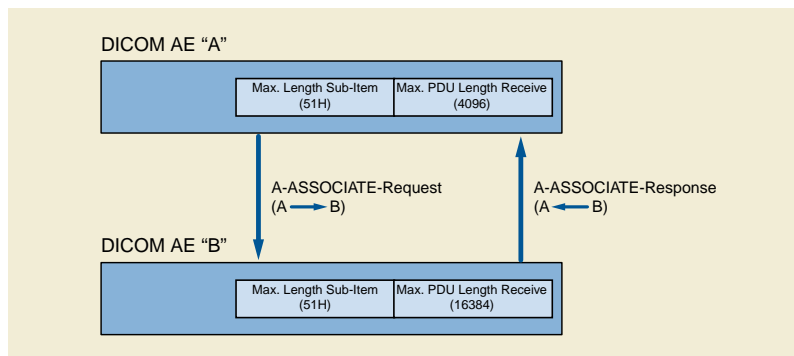 DICOM AE “A”
Max. Length Sub-Item
(51H)
Max. PDU Length Receive
(4096)
A-ASSOCIATE-Request
(A B)
A-ASSOCIATE-Response
(A B)
DICOM AE “B”
Max. Length Sub-Item
(51H)
Max. PDU Length Receive
(16384)